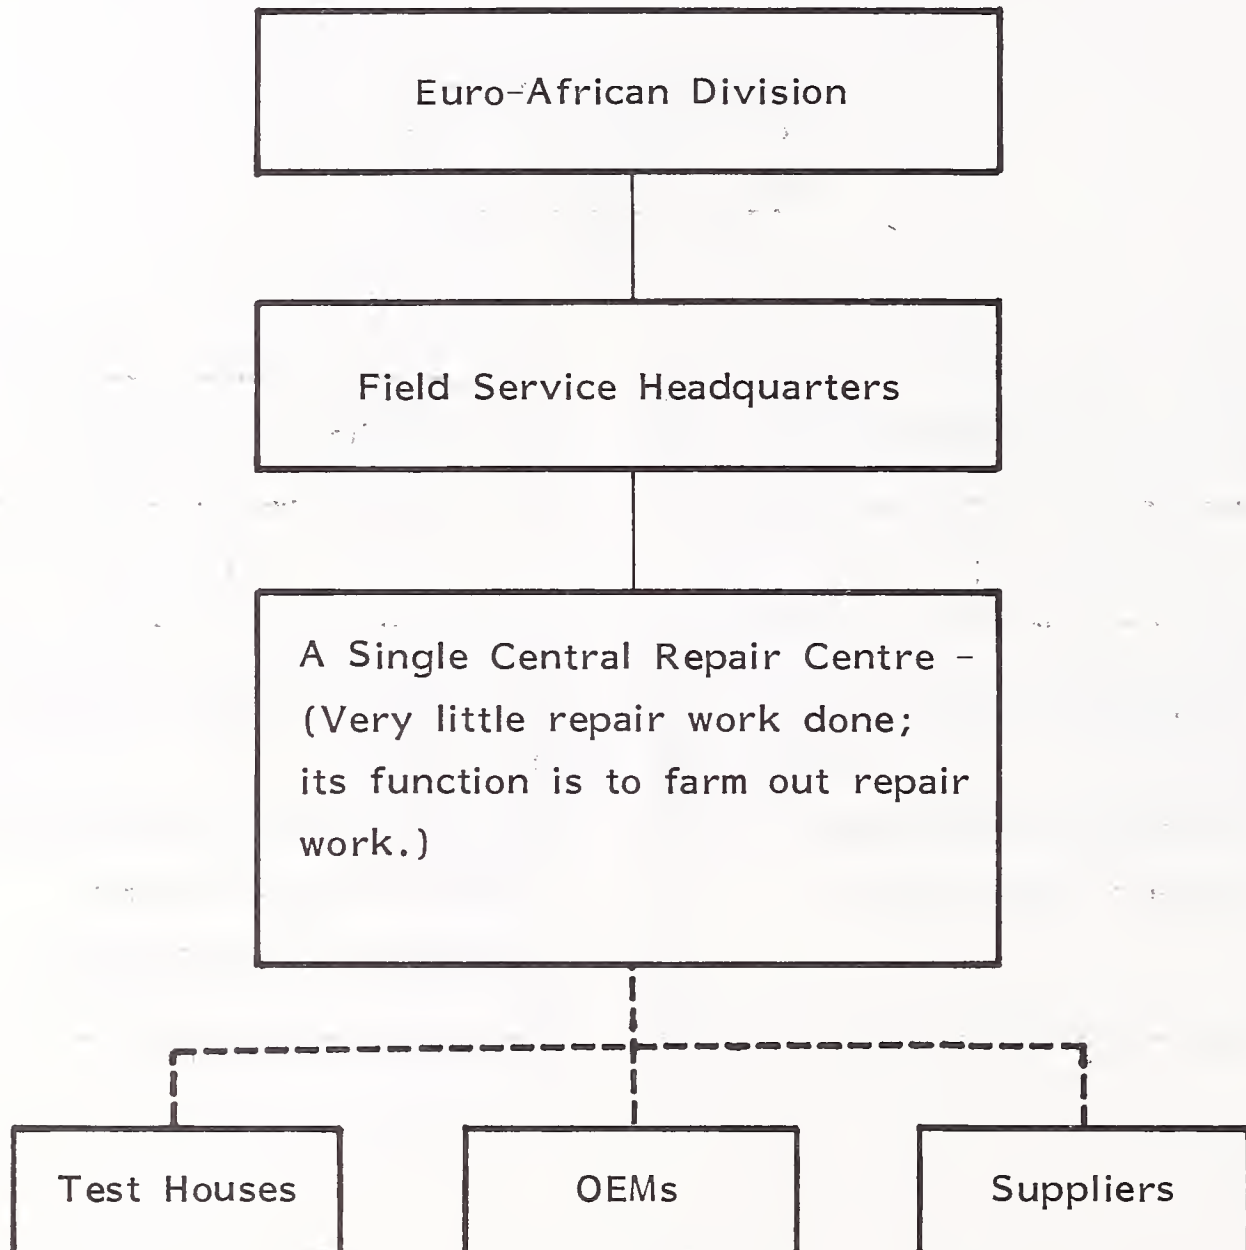 Euro-African Division
Field Service Headquarters
A Single Central Repair Centre -
(Very little repair work done;
its function is to farm out repair
work.)
Test Houses
OEMs
Suppliers